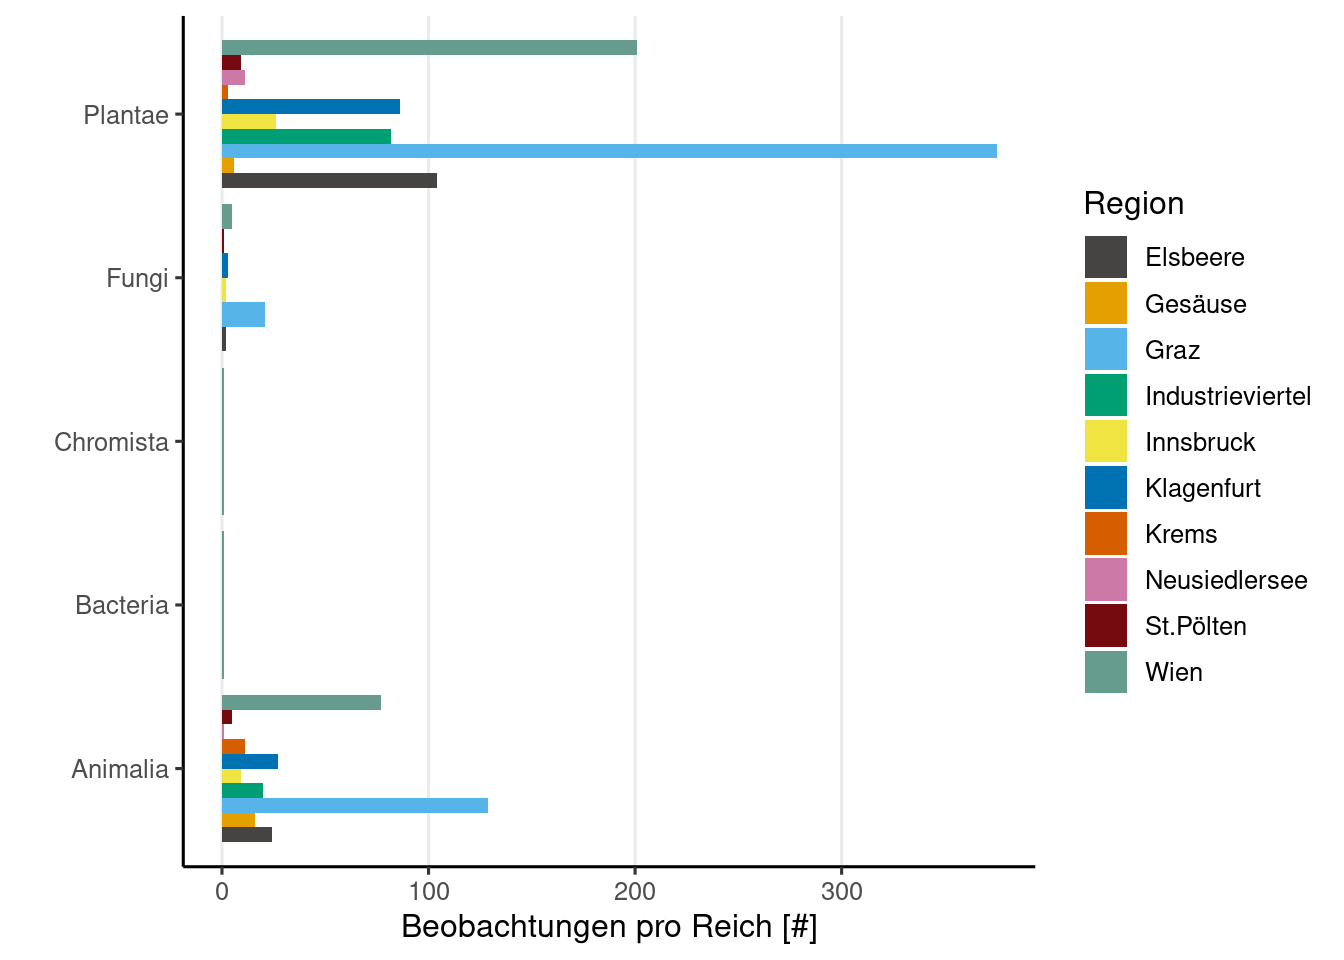 Plantae
Fungi
Chromista
Bacteria
Animalia
0 100 200 300
Beobachtungen pro Reich [#]
Region
Elsbeere
Gesäuse
Graz
Industrieviertel
Innsbruck
Klagenfurt
Krems
Neusiedlersee
St.Pölten
Wien